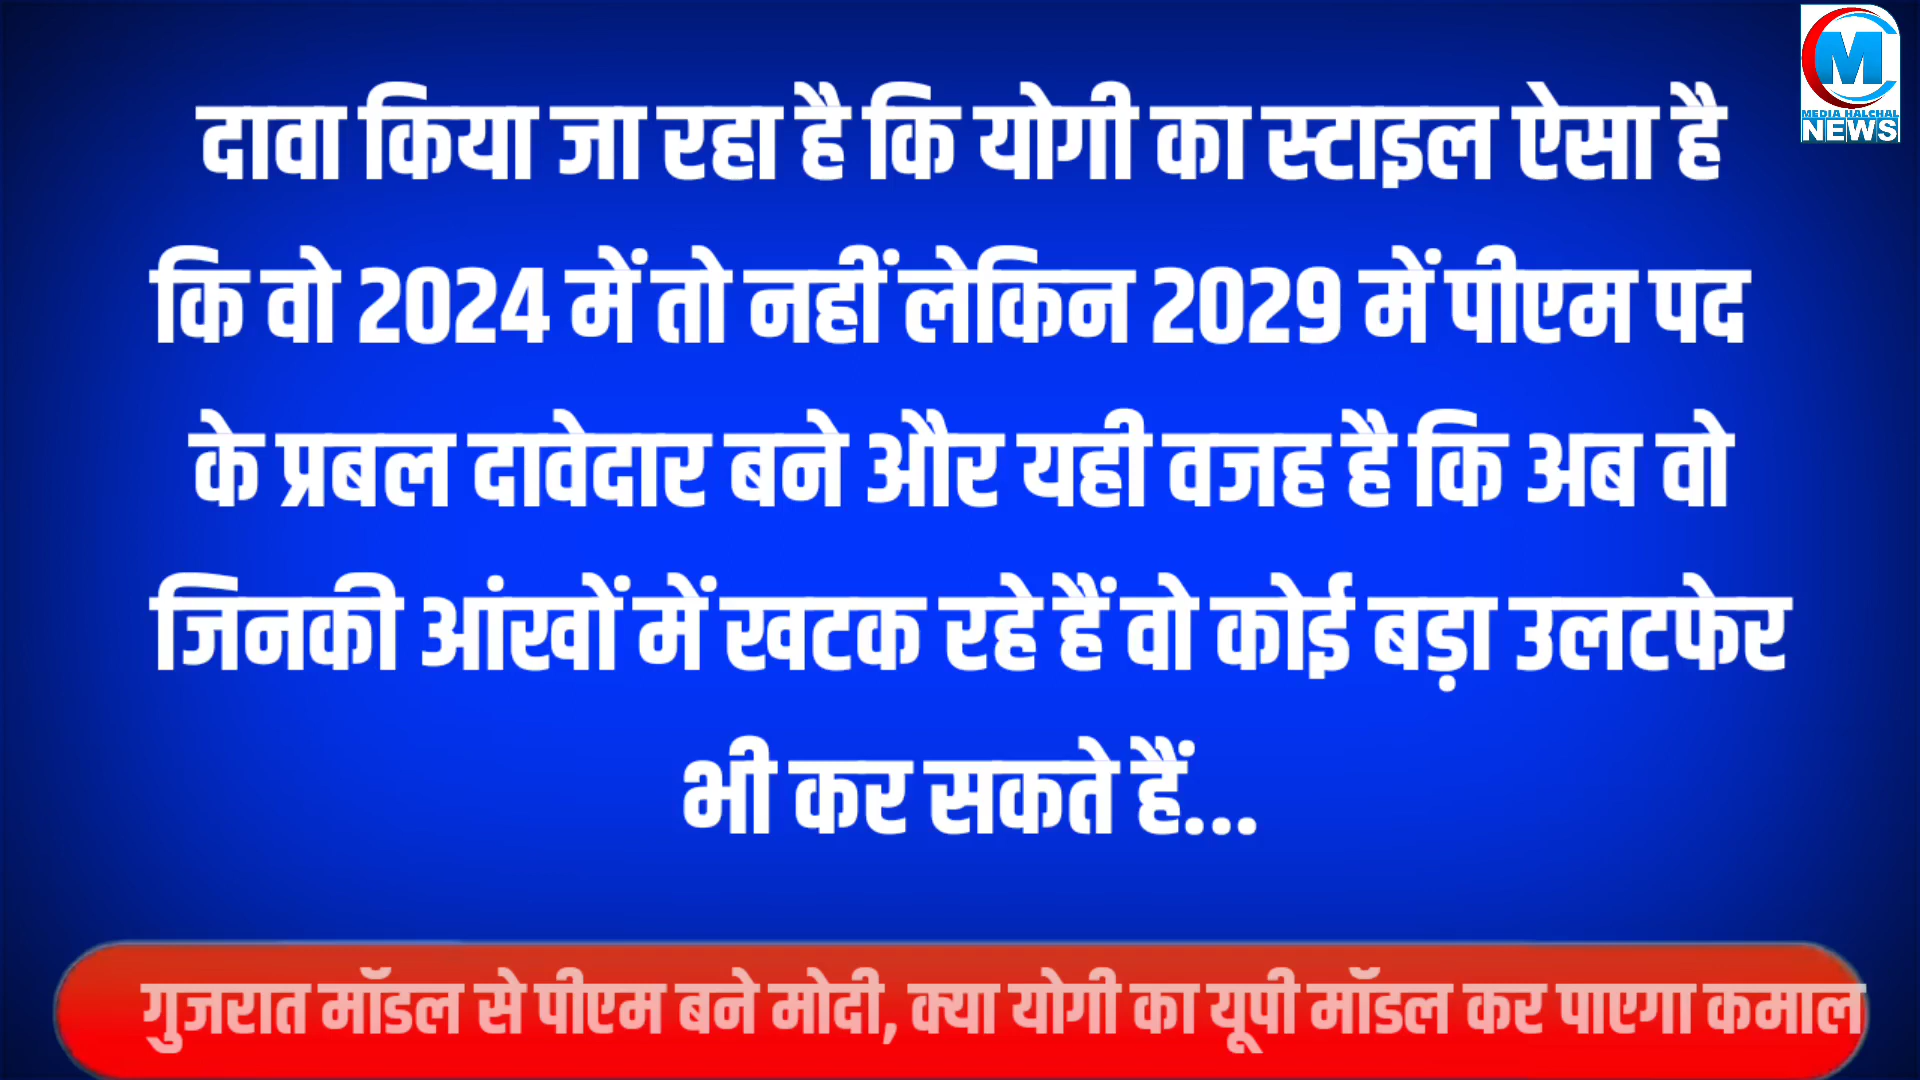 MEDIA HALCHAL
NEWS
दावा किया जा रहा है कि योगी का स्टाइल ऐसा है
कि वो 2024 में तो नहीं लेकिन 2029 में पीएम पद
के प्रबल दावेदार बने और यही वजह है कि अब वो
जिनकी आंखों में खटक रहे हैं वो कोई बड़ा उलटफेर
भी कर सकते हैं...
गुजरात मॉडल से पीएम बने मोदी, क्या योगी का यूपी मॉडल कर पाएगा कमाल